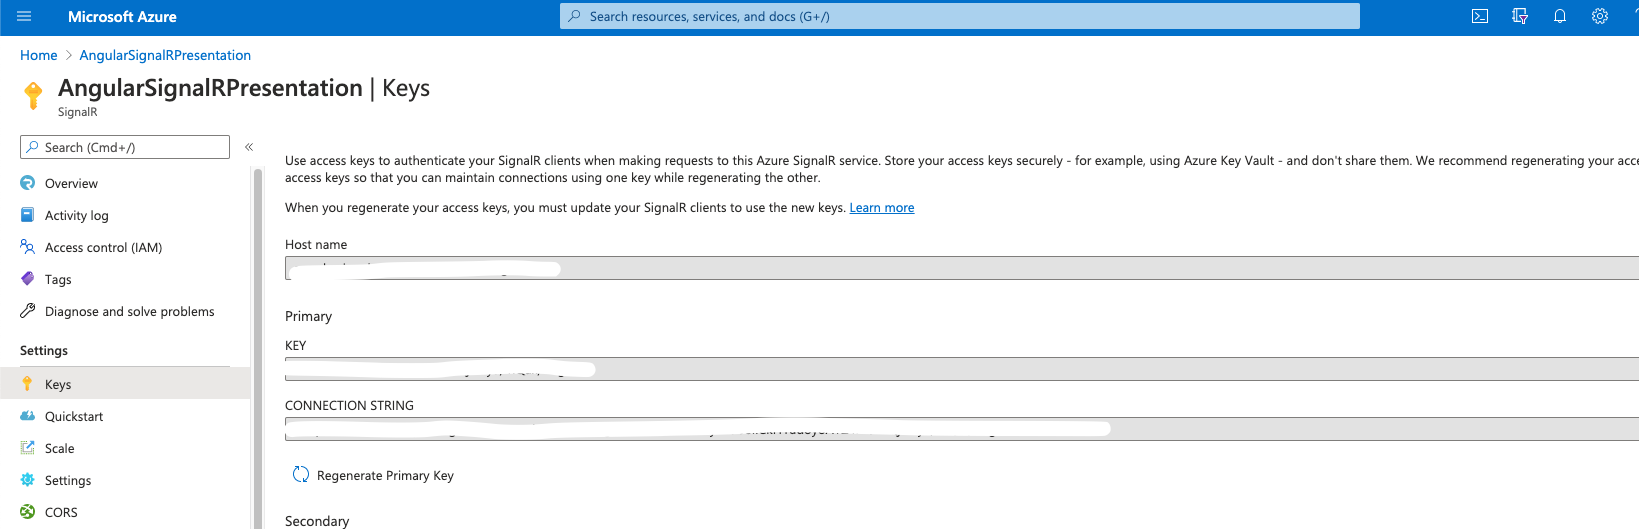 Microsoft Azure
Search resources, services, and docs (G+/)
Home > AngularSignalRPresentation
AngularSignalRPresentation | Keys
SignalR
Search (Cmd+/)
«
Overview
Activity log
Access control (IAM)
Tags
Diagnose and solve problems
Settings
Keys
Quickstart
Scale
Settings
CORS
Use access keys to authenticate your SignalR clients when making requests to this Azure SignalR service. Store your access keys securely - for example, using Azure Key Vault - and don't share them. We recommend regenerating your acce
access keys so that you can maintain connections using one key while regenerating the other.
When you regenerate your access keys, you must update your SignalR clients to use the new keys. Learn more
Host name
Primary
KEY
CONNECTION STRING
Regenerate Primary Key
Secondary